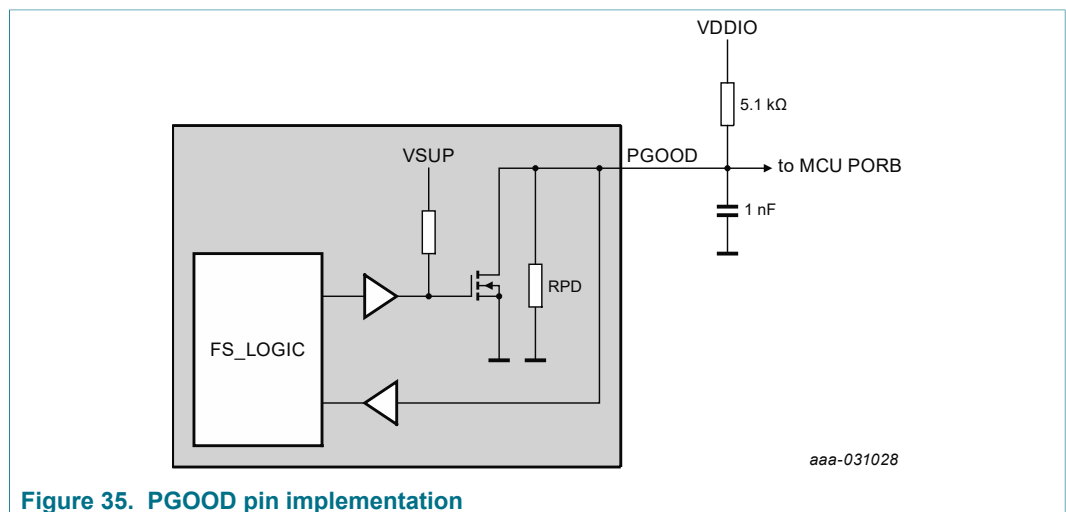 VDDIO
5.1 kΩ
VSUP
PGOOD
to MCU PORB
1 nF
RPD
FS_LOGIC
aaa-031028
Figure 35. PGOOD pin implementation